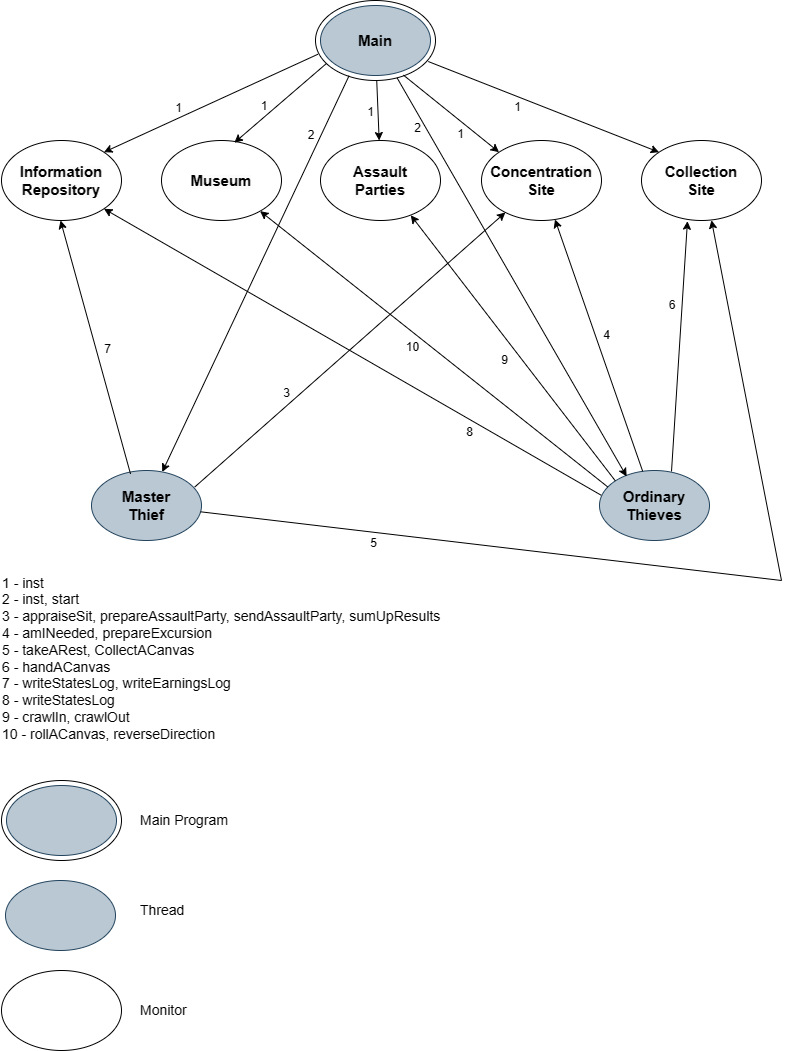 Main
1
1
2
1
2
1
1
Information
Repository
Museum
Assault
Parties
Concentration
Site
Collection
Site
6
4
7
10
9
3
8
Master
Thief
Ordinary
Thieves
5
1 - inst
2 - inst, start
3 - appraiseSit, prepareAssaultParty, sendAssaultParty, sumUpResults
4 - amINeeded, prepareExcursion
5 - takeARest, CollectACanvas
6 - handACanvas
7 - writeStatesLog, writeEarningsLog
8 - writeStatesLog
9 - crawlIn, crawlOut
10 - rollACanvas, reverseDirection
Main Program
Thread
Monitor